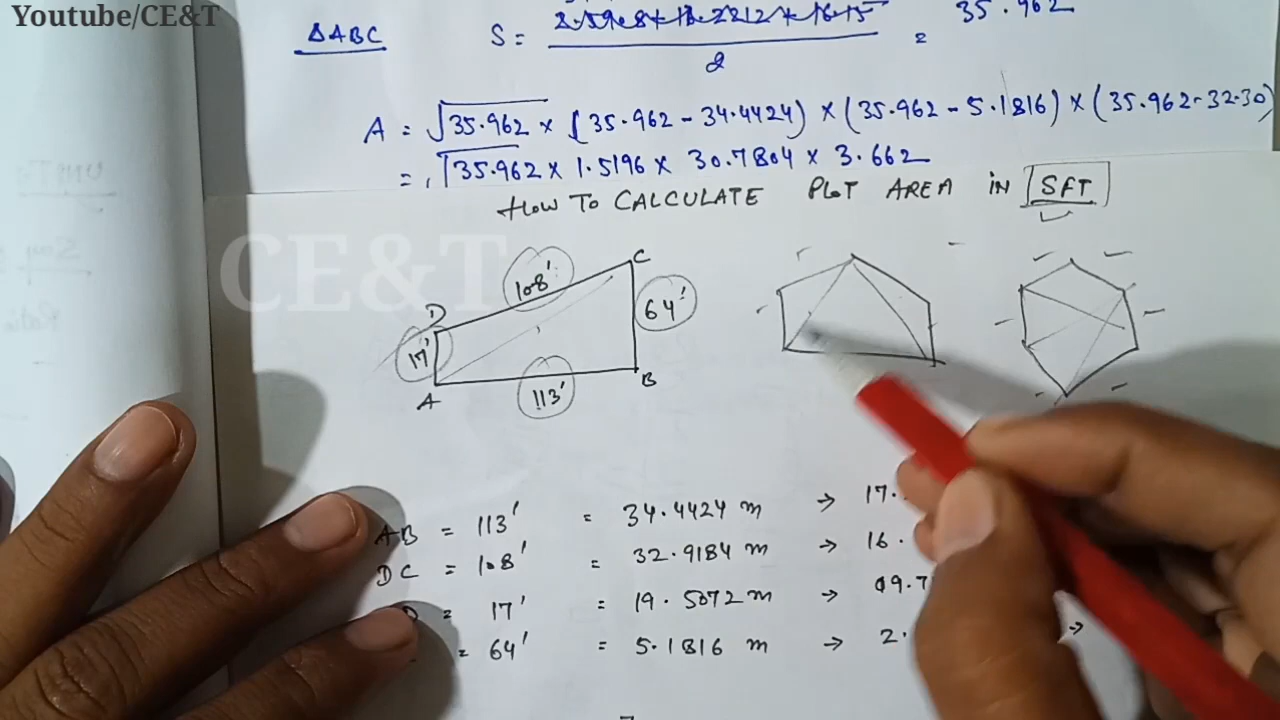 Youtube/CE&T
ΔABC S = 2 = 35.962
A = √35.962 × (35.962 - 34.4424) × (35.962 - 5.1816) × (35.962 - 32.30)
= √35.962 × 1.5196 × 30.7804 × 3.662
HOW TO CALCULATE PLOT AREA IN SFT
CE&T
C
108'
D
64'
17'
B
113'
A
AB = 113' = 34.4424 m → 17.
DC = 108' = 32.9184 m → 16.
D = 17' = 19.5072 m → 09.7
= 64' = 5.1816 m → 2. →